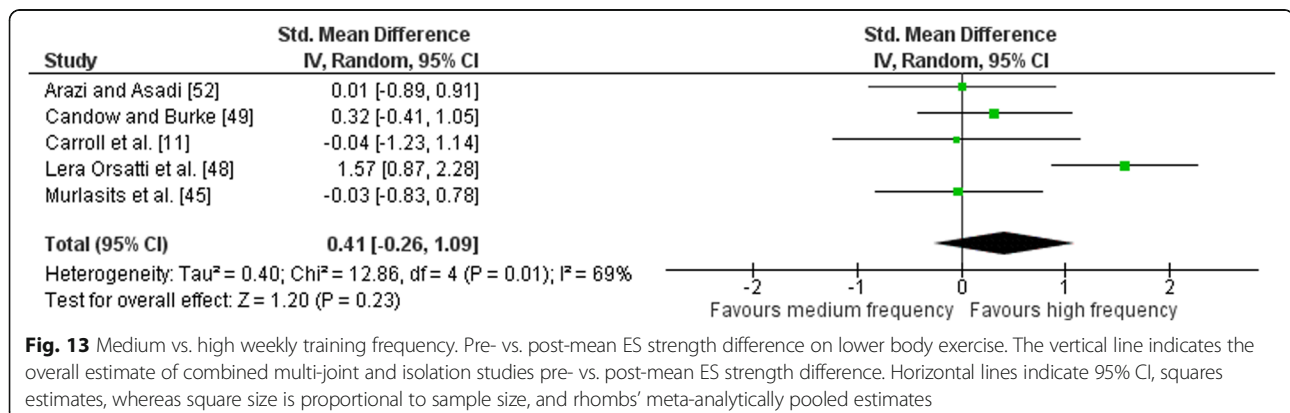 Std. Mean Difference Std. Mean Difference
Study IV, Random, 95% CI IV, Random, 95% CI
Arazi and Asadi [52] 0.01 [-0.89, 0.91]
Candow and Burke [49] 0.32 [-0.41, 1.05]
Carroll et al. [11] -0.04 [-1.23, 1.14]
Lera Orsatti et al. [48] 1.57 [0.87, 2.28]
Murlasits et al. [45] -0.03 [-0.83, 0.78]
Total (95% CI) 0.41 [-0.26, 1.09]
Heterogeneity: Tau² = 0.40; Chi² = 12.86, df = 4 (P = 0.01); I² = 69%
Test for overall effect: Z = 1.20 (P = 0.23)
-2 -1 0 1 2
Favours medium frequency Favours high frequency
Fig. 13 Medium vs. high weekly training frequency. Pre- vs. post-mean ES strength difference on lower body exercise. The vertical line indicates the
overall estimate of combined multi-joint and isolation studies pre- vs. post-mean ES strength difference. Horizontal lines indicate 95% CI, squares
estimates, whereas square size is proportional to sample size, and rhombs' meta-analytically pooled estimates